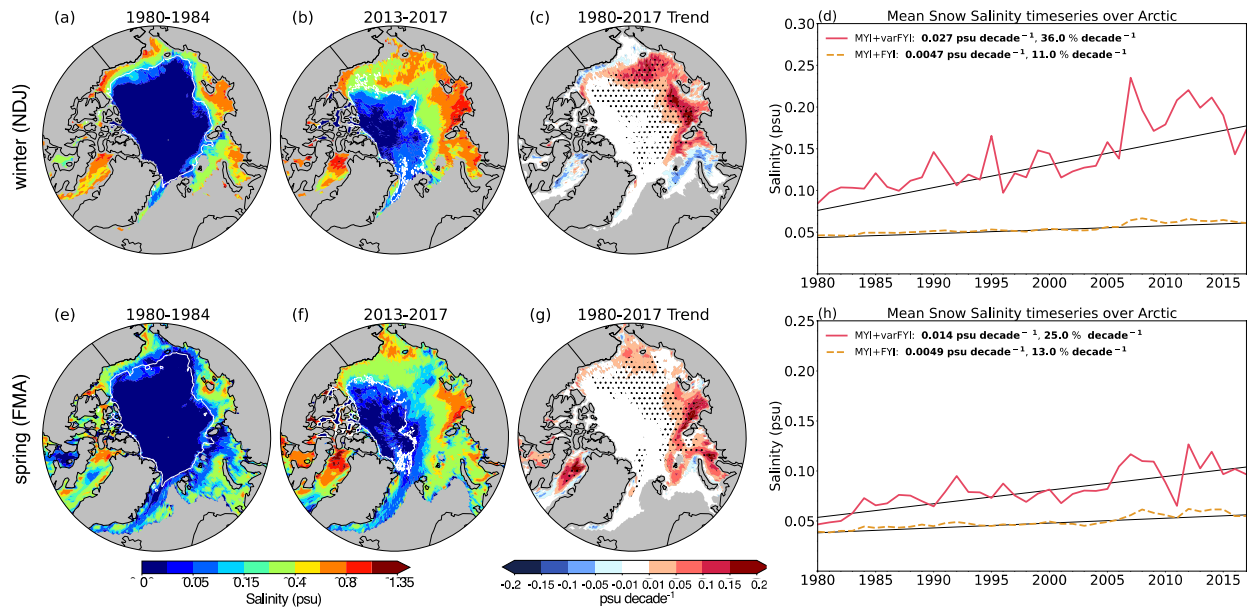 (a) 1980-1984
(b) 2013-2017
(c) 1980-2017 Trend
(d) Mean Snow Salinity timeseries over Arctic
winter (NDJ)
MYI+varFYI: 0.027 psu decade⁻¹, 36.0 % decade⁻¹
MYI+FYI: 0.0047 psu decade⁻¹, 11.0 % decade⁻¹
Salinity (psu)
0.30
0.25
0.20
0.15
0.10
0.05
1980 1985 1990 1995 2000 2005 2010 2015
(e) 1980-1984
(f) 2013-2017
(g) 1980-2017 Trend
(h) Mean Snow Salinity timeseries over Arctic
spring (FMA)
MYI+varFYI: 0.014 psu decade⁻¹, 25.0 % decade⁻¹
MYI+FYI: 0.0049 psu decade⁻¹, 13.0 % decade⁻¹
Salinity (psu)
0.25
0.20
0.15
0.10
0.05
1980 1985 1990 1995 2000 2005 2010 2015
0 0.05 0.15 0.4 0.8 1.35
Salinity (psu)
-0.2 -0.15 -0.1 -0.05 -0.01 0.01 0.05 0.1 0.15 0.2
psu decade⁻¹